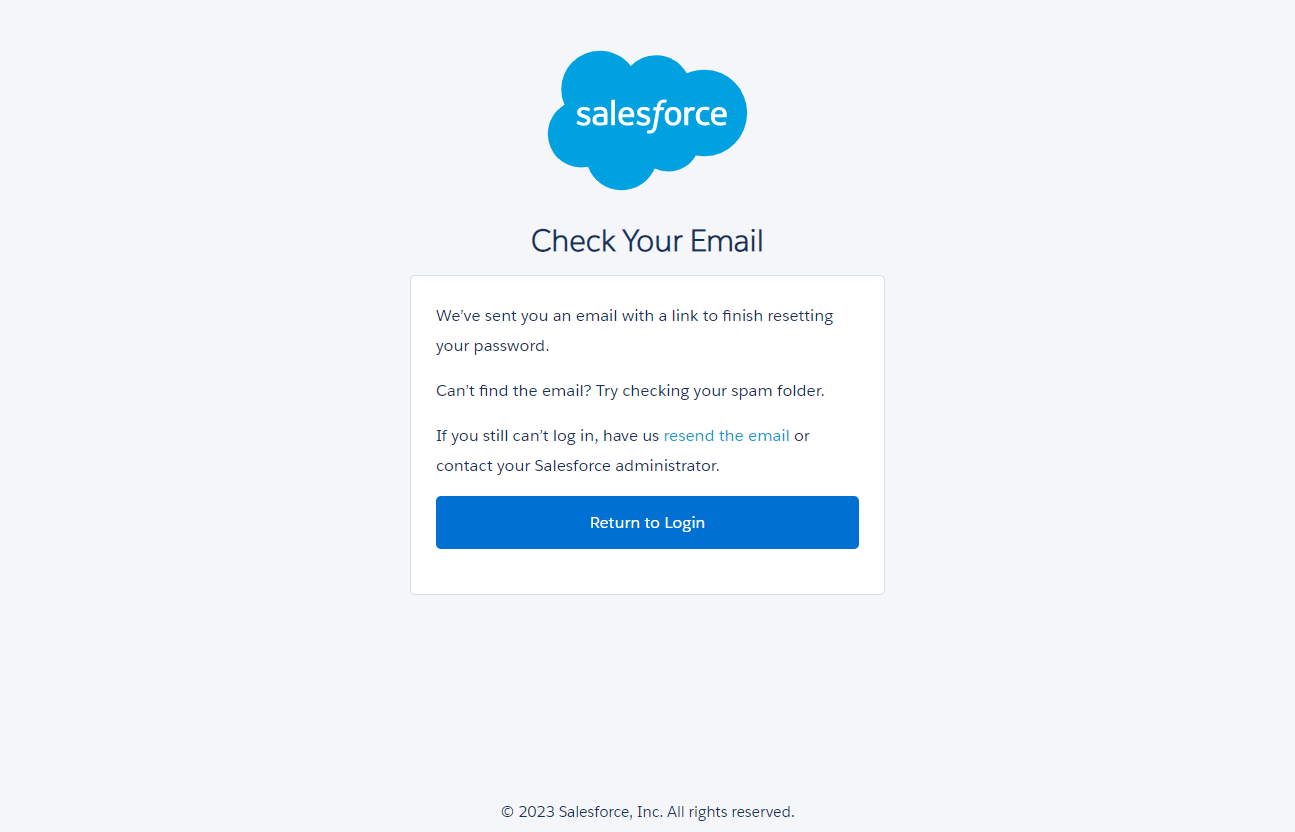 salesforce
Check Your Email
We’ve sent you an email with a link to finish resetting
your password.
Can’t find the email? Try checking your spam folder.
If you still can’t log in, have us resend the email or
contact your Salesforce administrator.
Return to Login
© 2023 Salesforce, Inc. All rights reserved.